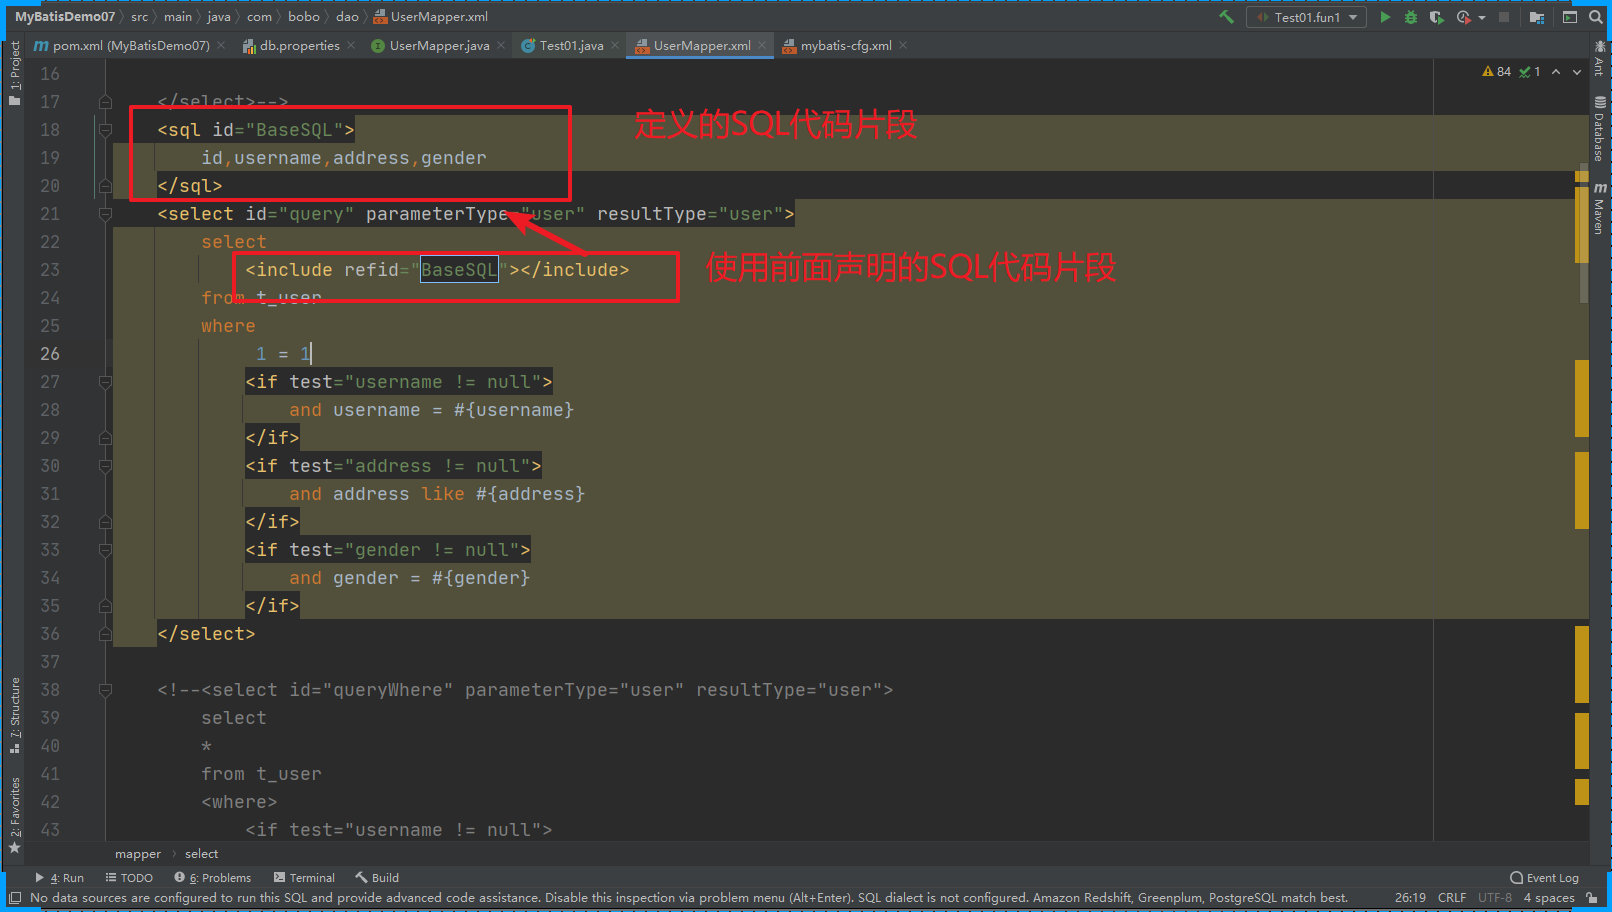 MyBatisDemo07 src main java com bobo dao UserMapper.xml Test01.fun1
pom.xml (MyBatisDemo07) db.properties UserMapper.java Test01.java UserMapper.xml mybatis-cfg.xml
84 1
1: Project
7: Structure
2: Favorites
Ant
Database
Maven
16
17 </select>-->
18 <sql id="BaseSQL">
定义的SQL代码片段
19 id,username,address,gender
20 </sql>
21 <select id="query" parameterType="user" resultType="user">
22 select
23 <include refid="BaseSQL"></include>
使用前面声明的SQL代码片段
24 from t_user
25 where
26 1 = 1
27 <if test="username != null">
28 and username = #{username}
29 </if>
30 <if test="address != null">
31 and address like #{address}
32 </if>
33 <if test="gender != null">
34 and gender = #{gender}
35 </if>
36 </select>
37
38 <!--<select id="queryWhere" parameterType="user" resultType="user">
39 select
40 *
41 from t_user
42 <where>
43 <if test="username != null">
mapper select
4: Run TODO 6: Problems Terminal Build Event Log
No data sources are configured to run this SQL and provide advanced code assistance. Disable this inspection via problem menu (Alt+Enter). SQL dialect is not configured. Amazon Redshift, Greenplum, PostgreSQL match best. 26:19 CRLF UTF-8 4 spaces